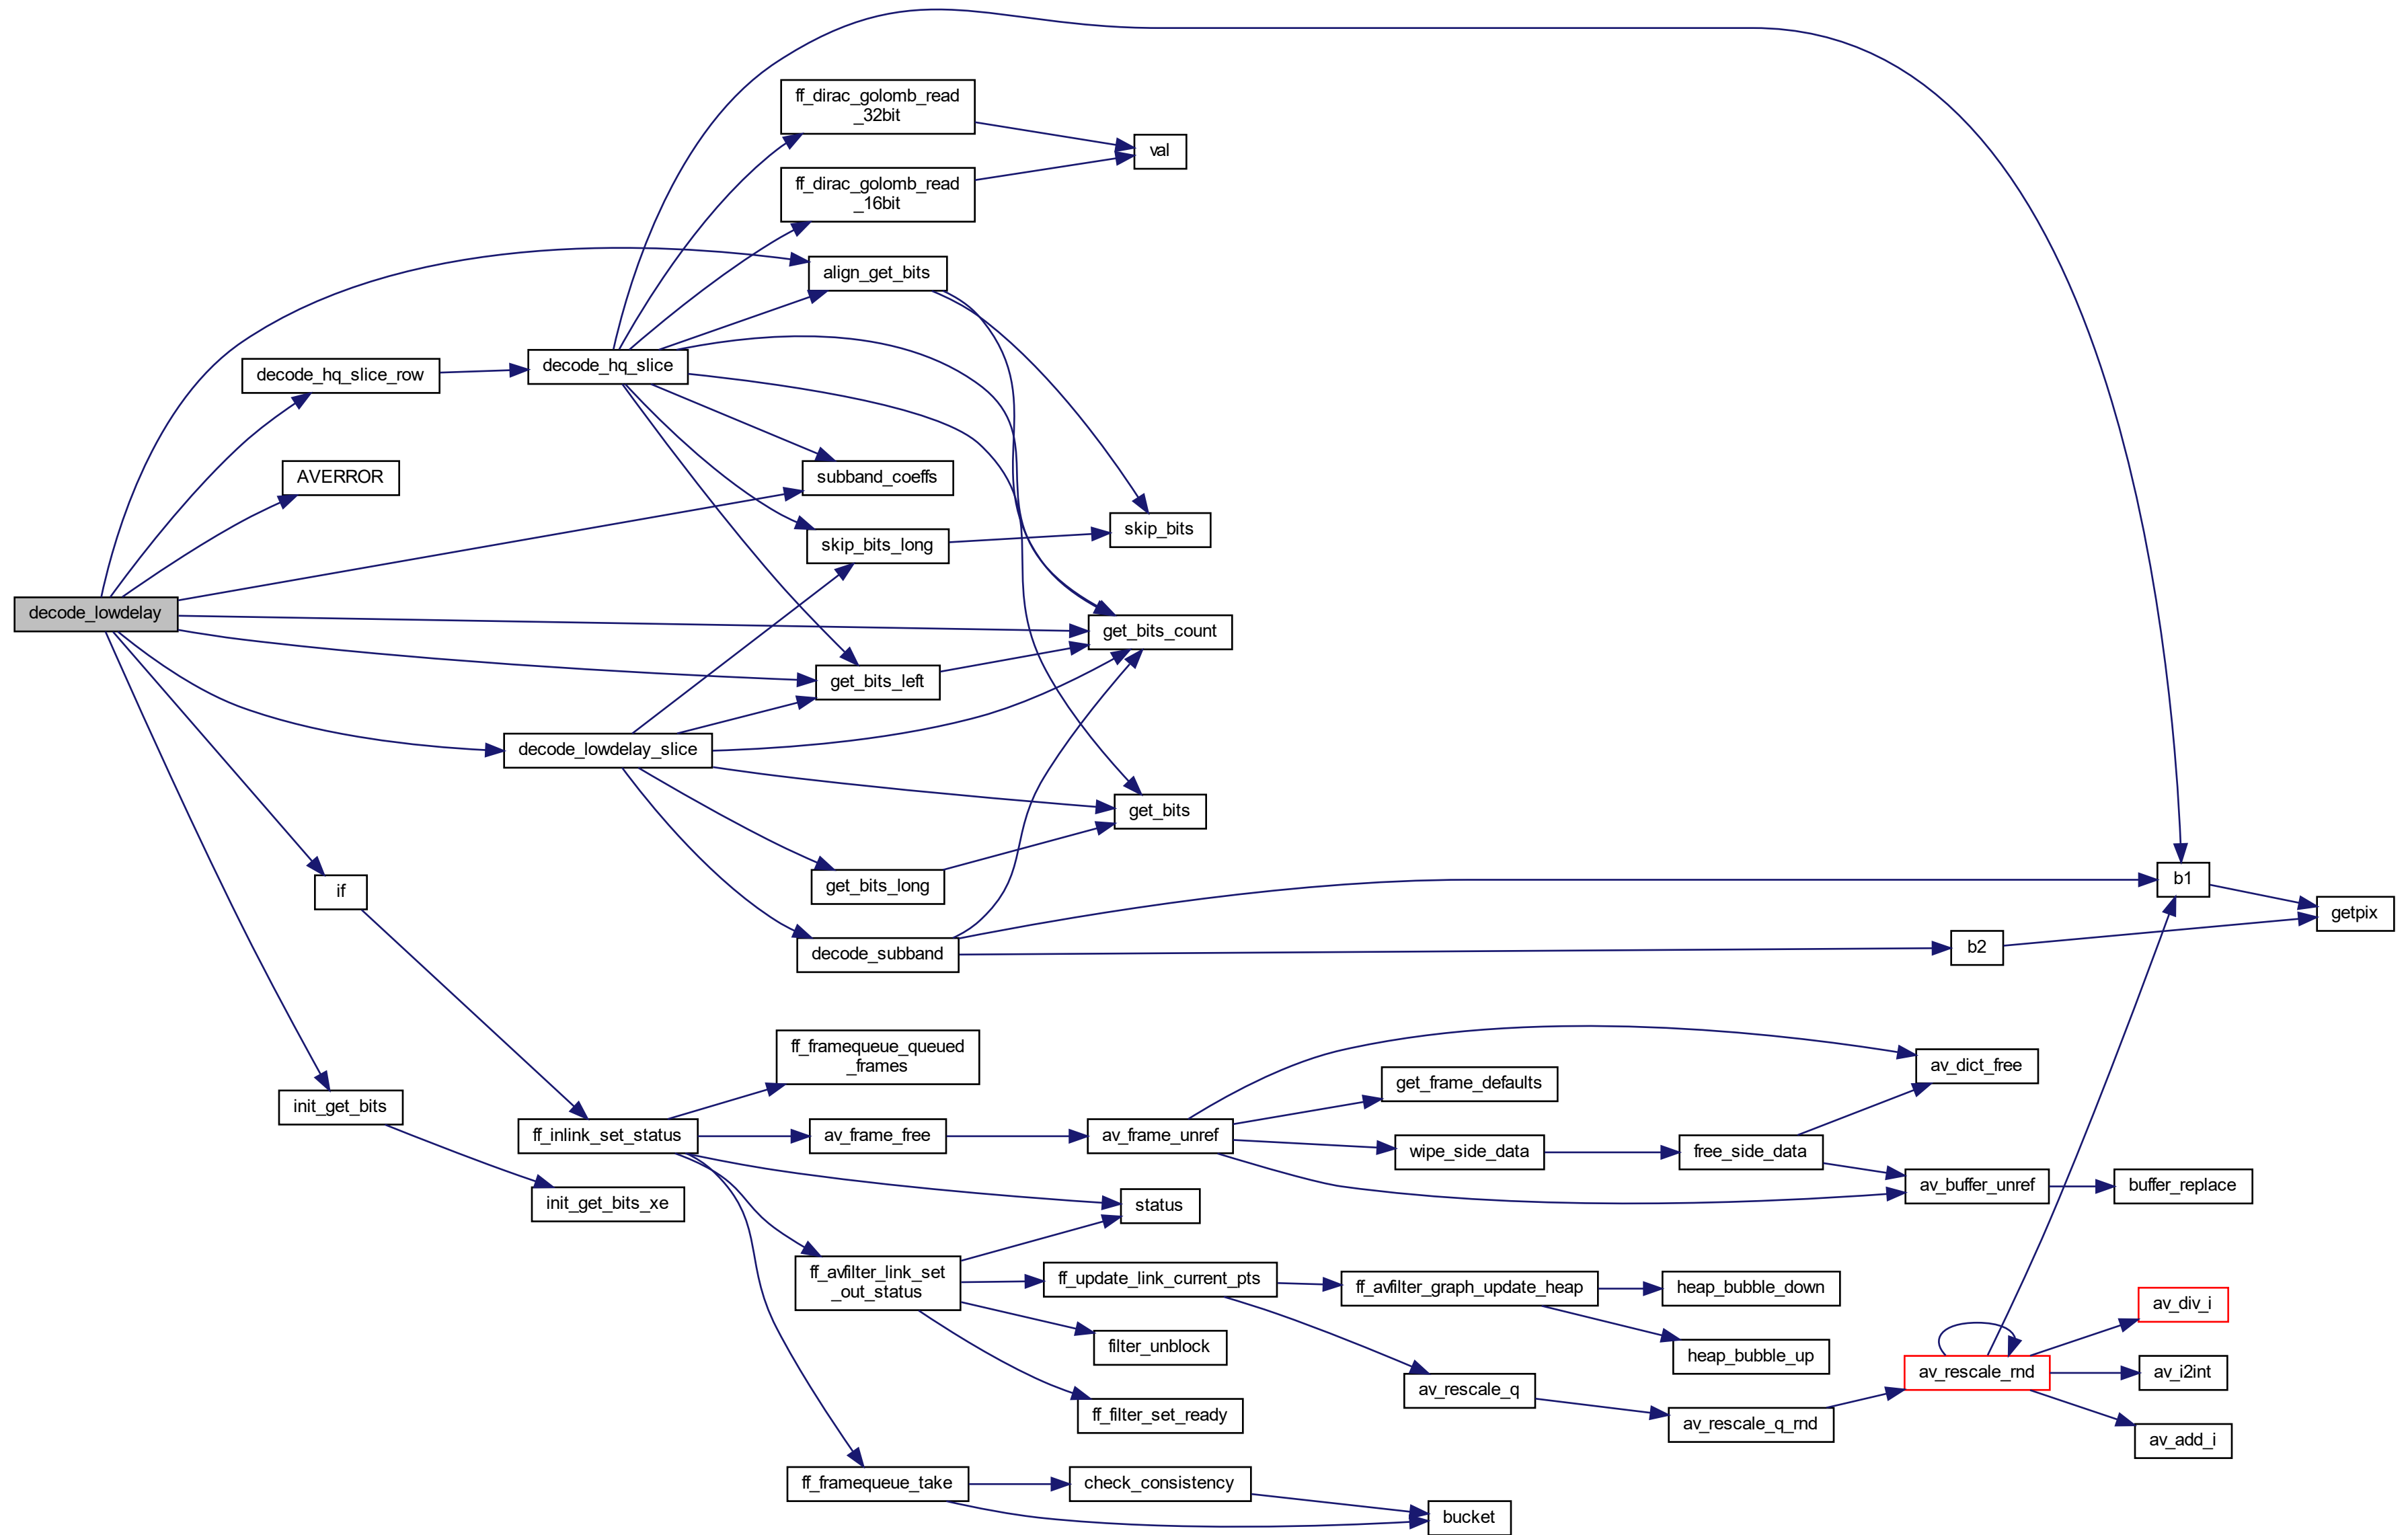 ff_dirac_golomb_read
_32bit
val
ff_dirac_golomb_read
_16bit
align_get_bits
decode_hq_slice
decode_hq_slice_row
AVERROR
subband_coeffs
skip_bits_long
skip_bits
decode_lowdelay
get_bits_count
get_bits_left
decode_lowdelay_slice
get_bits
get_bits_long
if
b1
getpix
decode_subband
b2
ff_framequeue_queued
_frames
av_dict_free
get_frame_defaults
init_get_bits
ff_inlink_set_status
av_frame_free
av_frame_unref
wipe_side_data
free_side_data
av_buffer_unref
buffer_replace
init_get_bits_xe
status
ff_avfilter_link_set
_out_status
ff_update_link_current_pts
ff_avfilter_graph_update_heap
heap_bubble_down
av_div_i
filter_unblock
heap_bubble_up
av_rescale_rnd
av_i2int
av_rescale_q
ff_filter_set_ready
av_rescale_q_rnd
av_add_i
ff_framequeue_take
check_consistency
bucket